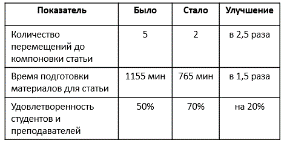 Показатель Было Стало Улучшение
Количество
перемещений до
компоновки статьи
5 2 в 2,5 раза
Время подготовки
материалов для статьи
1155 мин 765 мин в 1,5 раза
Удовлетворенность
студентов и
преподавателей
50% 70% на 20%